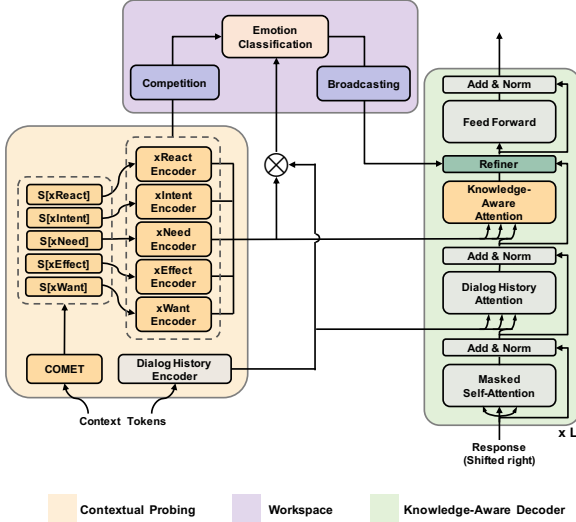 Emotion
Classification
Competition
Broadcasting
xReact
Encoder
xIntent
Encoder
xNeed
Encoder
xEffect
Encoder
xWant
Encoder
S[xReact]
S[xIntent]
S[xNeed]
S[xEffect]
S[xWant]
COMET
Dialog History
Encoder
Context Tokens
Add & Norm
Feed Forward
Refiner
Knowledge-
Aware
Attention
Add & Norm
Dialog History
Attention
Add & Norm
Masked
Self-Attention
x L
Response
(Shifted right)
Contextual Probing
Workspace
Knowledge-Aware Decoder